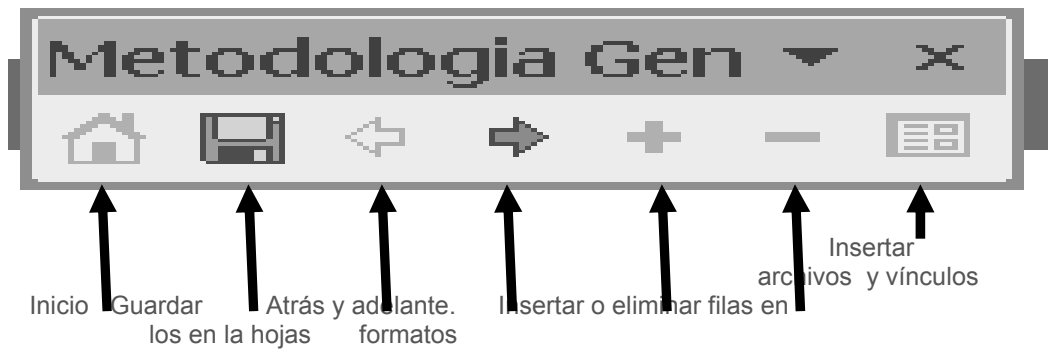 Metodologia Gen
Insertar
archivos y vínculos
Inicio Guardar Atrás y adelante. Insertar o eliminar filas en
los en la hojas formatos